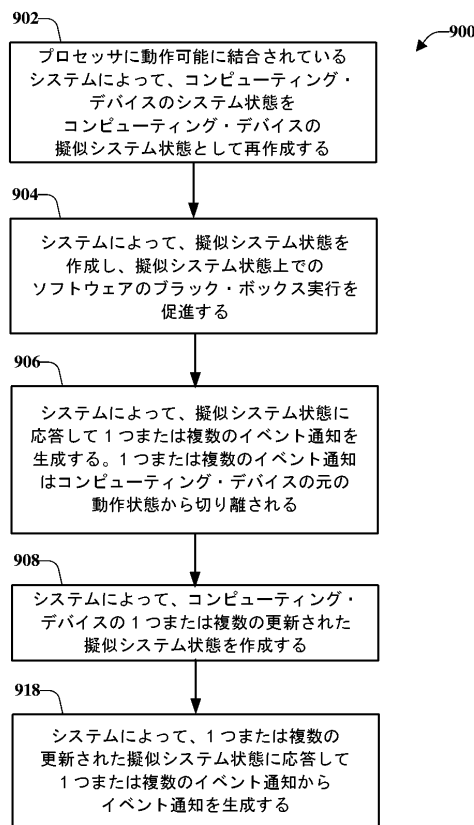 902
900
プロセッサに動作可能に結合されている
システムによって、コンピューティング・
デバイスのシステム状態を
コンピューティング・デバイスの
擬似システム状態として再作成する
904
システムによって、擬似システム状態を
作成し、擬似システム状態上での
ソフトウェアのブラック・ボックス実行を
促進する
906
システムによって、擬似システム状態に
応答して1つまたは複数のイベント通知を
生成する。1つまたは複数のイベント通知
はコンピューティング・デバイスの元の
動作状態から切り離される
908
システムによって、コンピューティング・
デバイスの1つまたは複数の更新された
擬似システム状態を作成する
918
システムによって、1つまたは複数の
更新された擬似システム状態に応答して
1つまたは複数のイベント通知から
イベント通知を生成する